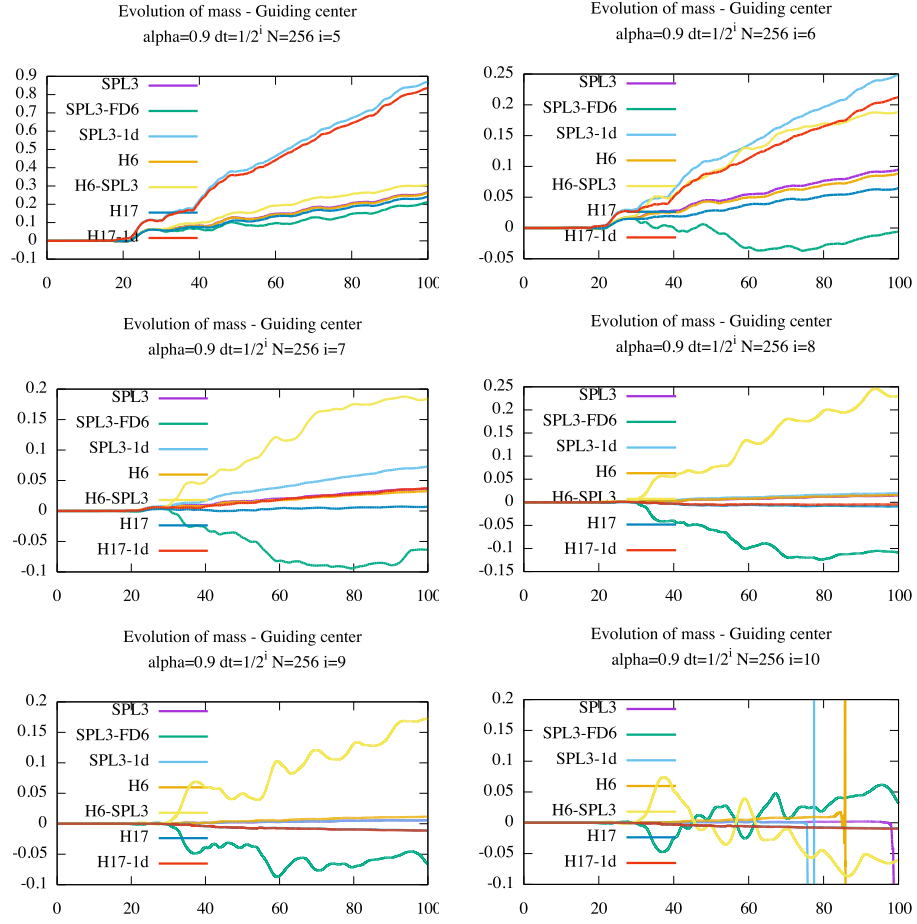 Evolution of mass - Guiding center
alpha=0.9 dt=1/2^i N=256 i=5
0.9
0.8
0.7
0.6
0.5
0.4
0.3
0.2
0.1
0
-0.1
SPL3
SPL3-FD6
SPL3-1d
H6
H6-SPL3
H17
H17-1d
0 20 40 60 80 100
Evolution of mass - Guiding center
alpha=0.9 dt=1/2^i N=256 i=6
0.25
0.2
0.15
0.1
0.05
0
-0.05
SPL3
SPL3-FD6
SPL3-1d
H6
H6-SPL3
H17
H17-1d
0 20 40 60 80 100
Evolution of mass - Guiding center
alpha=0.9 dt=1/2^i N=256 i=7
0.2
0.15
0.1
0.05
0
-0.05
-0.1
SPL3
SPL3-FD6
SPL3-1d
H6
H6-SPL3
H17
H17-1d
0 20 40 60 80 100
Evolution of mass - Guiding center
alpha=0.9 dt=1/2^i N=256 i=8
0.25
0.2
0.15
0.1
0.05
0
-0.05
-0.1
-0.15
SPL3
SPL3-FD6
SPL3-1d
H6
H6-SPL3
H17
H17-1d
0 20 40 60 80 100
Evolution of mass - Guiding center
alpha=0.9 dt=1/2^i N=256 i=9
0.2
0.15
0.1
0.05
0
-0.05
-0.1
SPL3
SPL3-FD6
SPL3-1d
H6
H6-SPL3
H17
H17-1d
0 20 40 60 80 100
Evolution of mass - Guiding center
alpha=0.9 dt=1/2^i N=256 i=10
0.2
0.15
0.1
0.05
0
-0.05
-0.1
SPL3
SPL3-FD6
SPL3-1d
H6
H6-SPL3
H17
H17-1d
0 20 40 60 80 100